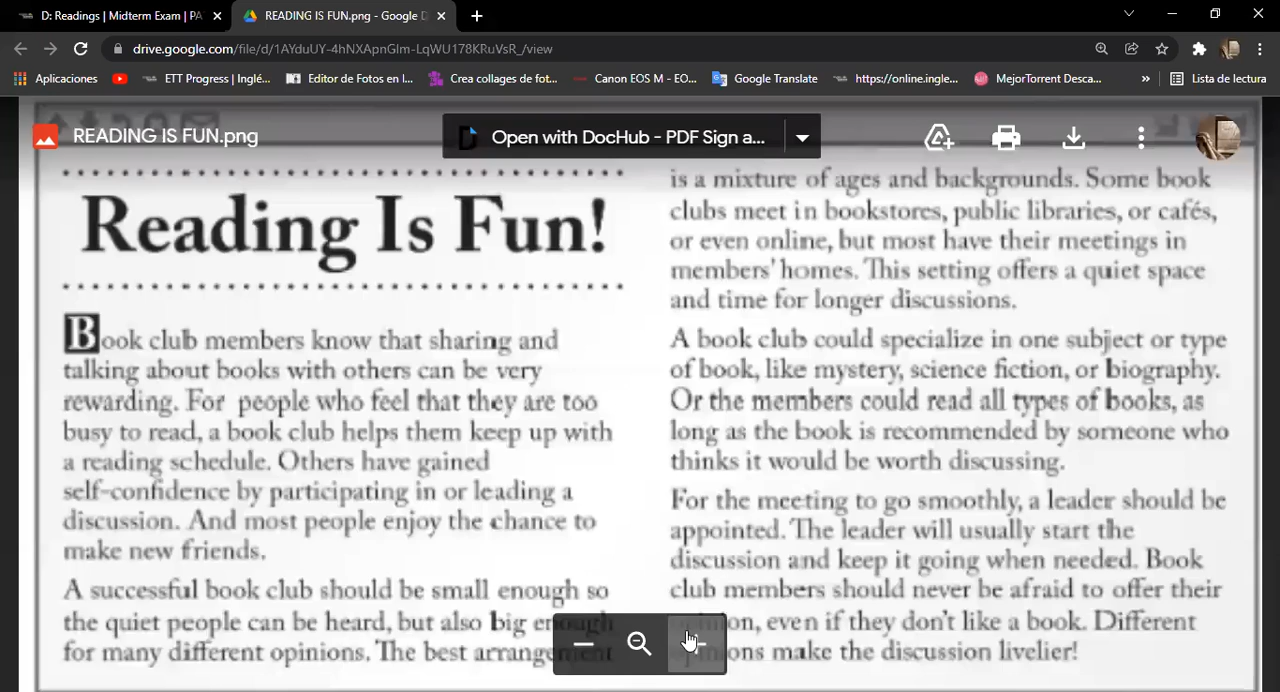 D: Readings | Midterm Exam | PA
READING IS FUN.png - Google D
drive.google.com/file/d/1AYduUY-4hNXApnGlm-LqWU178KRuVsR_/view
Aplicaciones
ETT Progress | Inglé...
Editor de Fotos en l...
Crea collages de fot...
Canon EOS M - EO...
Google Translate
https://online.ingle...
MejorTorrent Desca...
»
Lista de lectura
READING IS FUN.png
Open with DocHub - PDF Sign a...
Reading Is Fun!
Book club members know that sharing and
talking about books with others can be very
rewarding. For people who feel that they are too
busy to read, a book club helps them keep up with
a reading schedule. Others have gained
self-confidence by participating in or leading a
discussion. And most people enjoy the chance to
make new friends.
A successful book club should be small enough so
the quiet people can be heard, but also big enough
for many different opinions. The best arrangement
is a mixture of ages and backgrounds. Some book
clubs meet in bookstores, public libraries, or cafés,
or even online, but most have their meetings in
members' homes. This setting offers a quiet space
and time for longer discussions.
A book club could specialize in one subject or type
of book, like mystery, science fiction, or biography.
Or the members could read all types of books, as
long as the book is recommended by someone who
thinks it would be worth discussing.
For the meeting to go smoothly, a leader should be
appointed. The leader will usually start the
discussion and keep it going when needed. Book
club members should never be afraid to offer their
opinion, even if they don't like a book. Different
opinions make the discussion livelier!